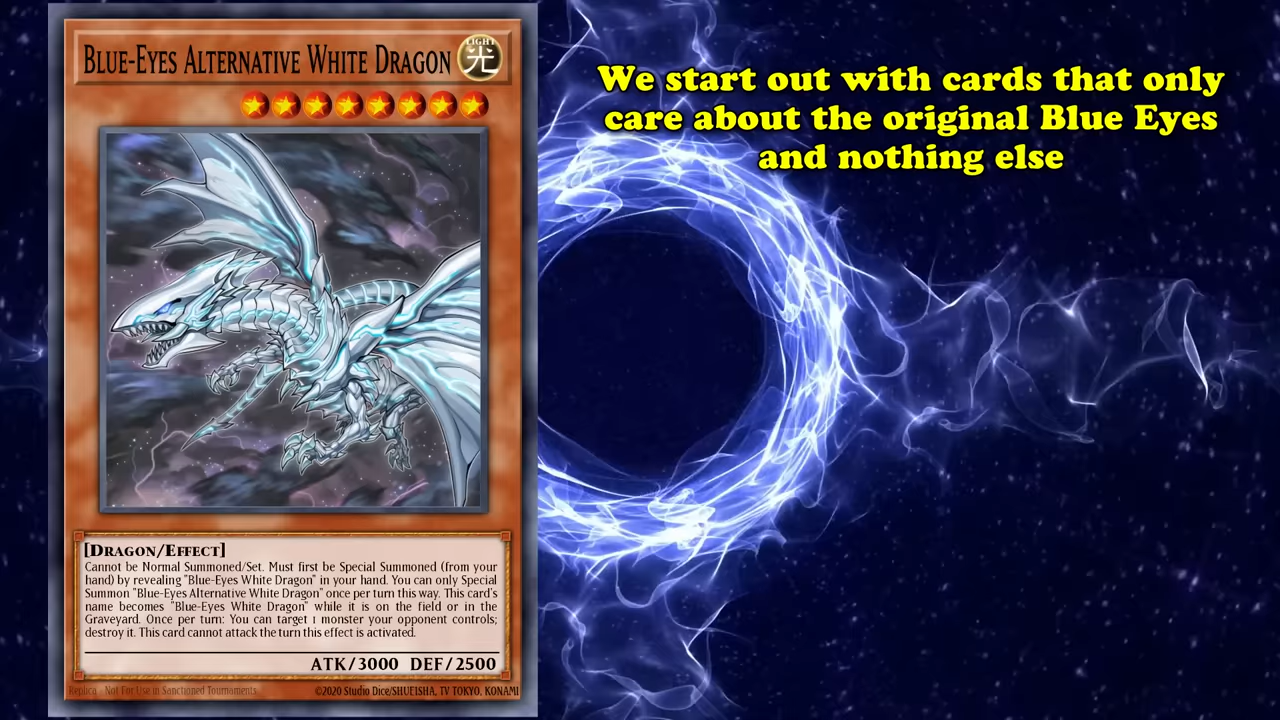 BLUE-EYES ALTERNATIVE WHITE DRAGON
LIGHT
光
We start out with cards that only
care about the original Blue Eyes
and nothing else
[DRAGON/EFFECT]
Cannot be Normal Summoned/Set. Must first be Special Summoned (from your
hand) by revealing "Blue-Eyes White Dragon" in your hand. You can only Special
Summon "Blue-Eyes Alternative White Dragon" once per turn this way. This card's
name becomes "Blue-Eyes White Dragon" while it is on the field or in the
Graveyard. Once per turn: You can target 1 monster your opponent controls;
destroy it. This card cannot attack the turn this effect is activated.
ATK/3000 DEF/2500
Replica - Not For Use in Sanctioned Tournaments
©2020 Studio Dice/SHUEISHA, TV TOKYO, KONAMI